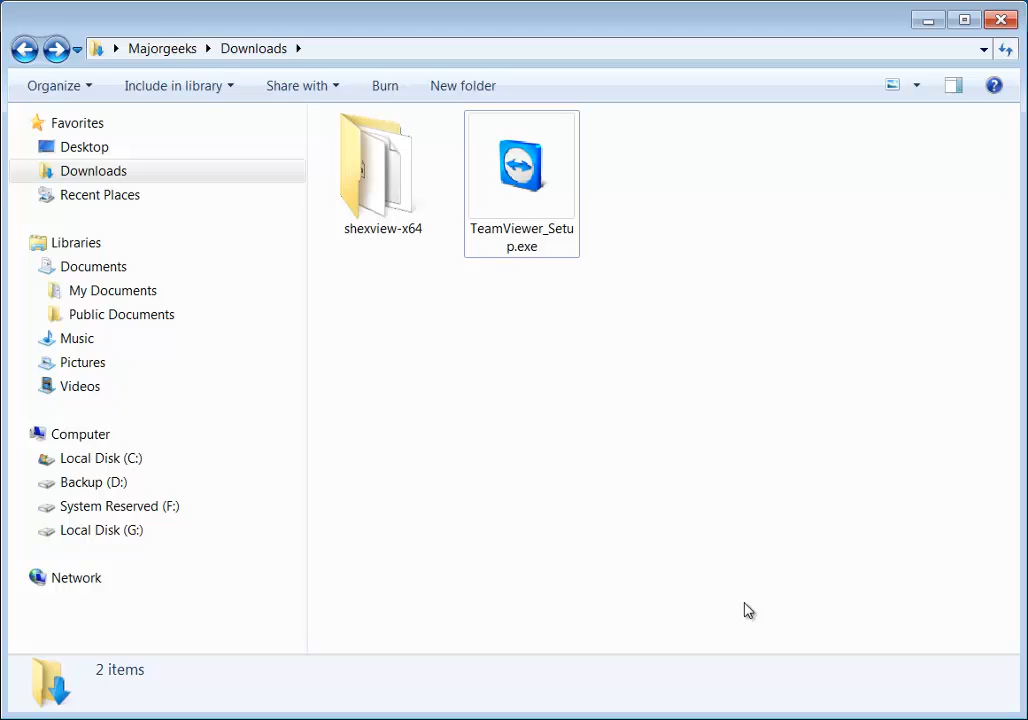 Majorgeeks Downloads
Organize Include in library Share with Burn New folder
Favorites
Desktop
Downloads
Recent Places
Libraries
Documents
My Documents
Public Documents
Music
Pictures
Videos
Computer
Local Disk (C:)
Backup (D:)
System Reserved (F:)
Local Disk (G:)
Network
shexview-x64
TeamViewer_Setu
p.exe
2 items